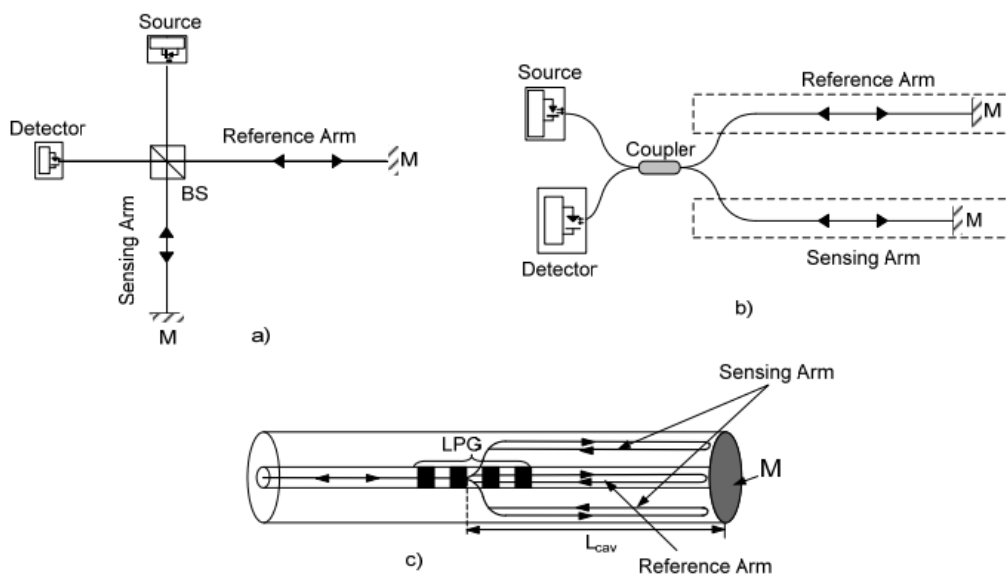 Source
Detector
Reference Arm
M
BS
Sensing Arm
M
a)
Source
Reference Arm
M
Coupler
M
Detector
Sensing Arm
b)
Sensing Arm
LPG
M
L_cav
Reference Arm
c)